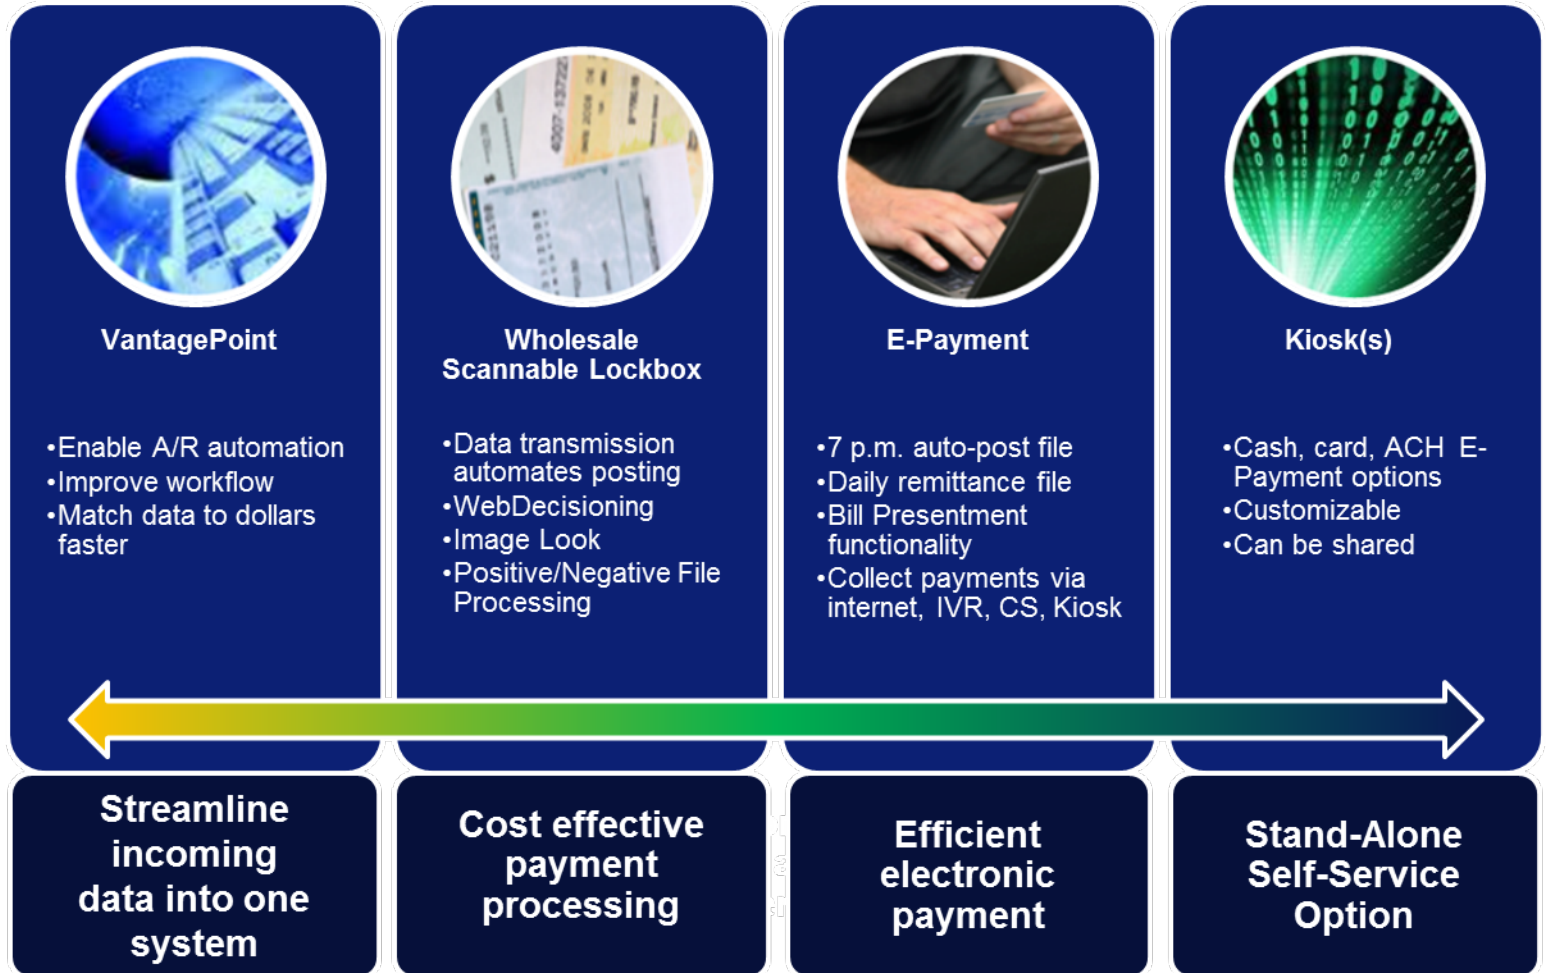 VantagePoint
•Enable A/R automation
•Improve workflow
•Match data to dollars
faster
Streamline
incoming
data into one
system
Wholesale
Scannable Lockbox
•Data transmission
automates posting
•WebDecisioning
•Image Look
•Positive/Negative File
Processing
Cost effective
payment
processing
E-Payment
•7 p.m. auto-post file
•Daily remittance file
•Bill Presentment
functionality
•Collect payments via
internet, IVR, CS, Kiosk
Efficient
electronic
payment
Kiosk(s)
•Cash, card, ACH E-
Payment options
•Customizable
•Can be shared
Stand-Alone
Self-Service
Option